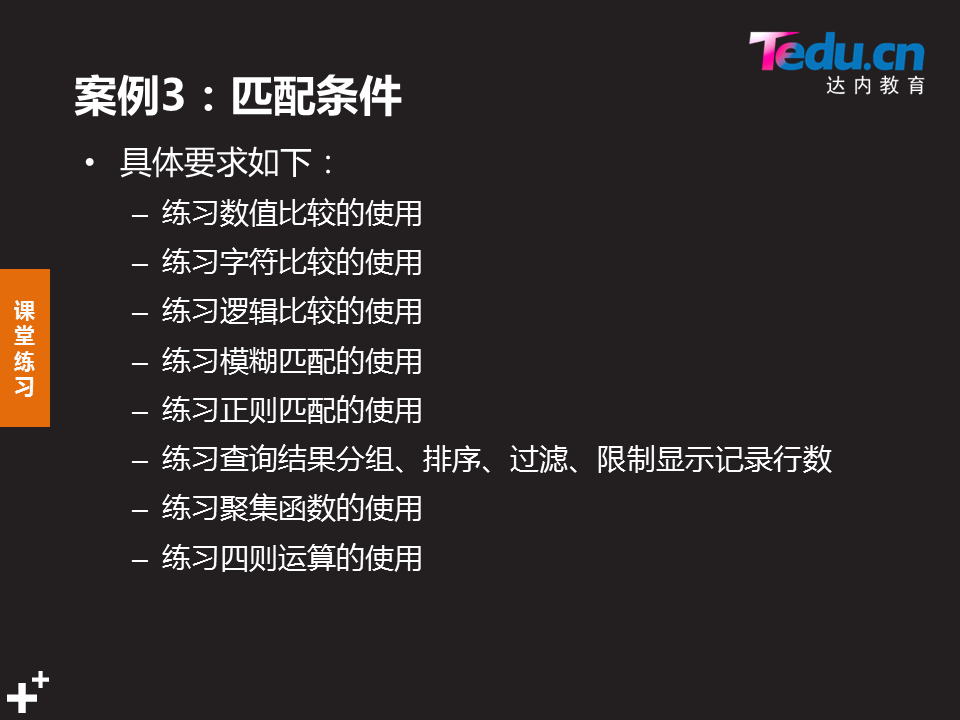 Tedu.cn
达内教育
案例3：匹配条件
• 具体要求如下：
– 练习数值比较的使用
– 练习字符比较的使用
– 练习逻辑比较的使用
– 练习模糊匹配的使用
– 练习正则匹配的使用
– 练习查询结果分组、排序、过滤、限制显示记录行数
– 练习聚集函数的使用
– 练习四则运算的使用
课
堂
练
习